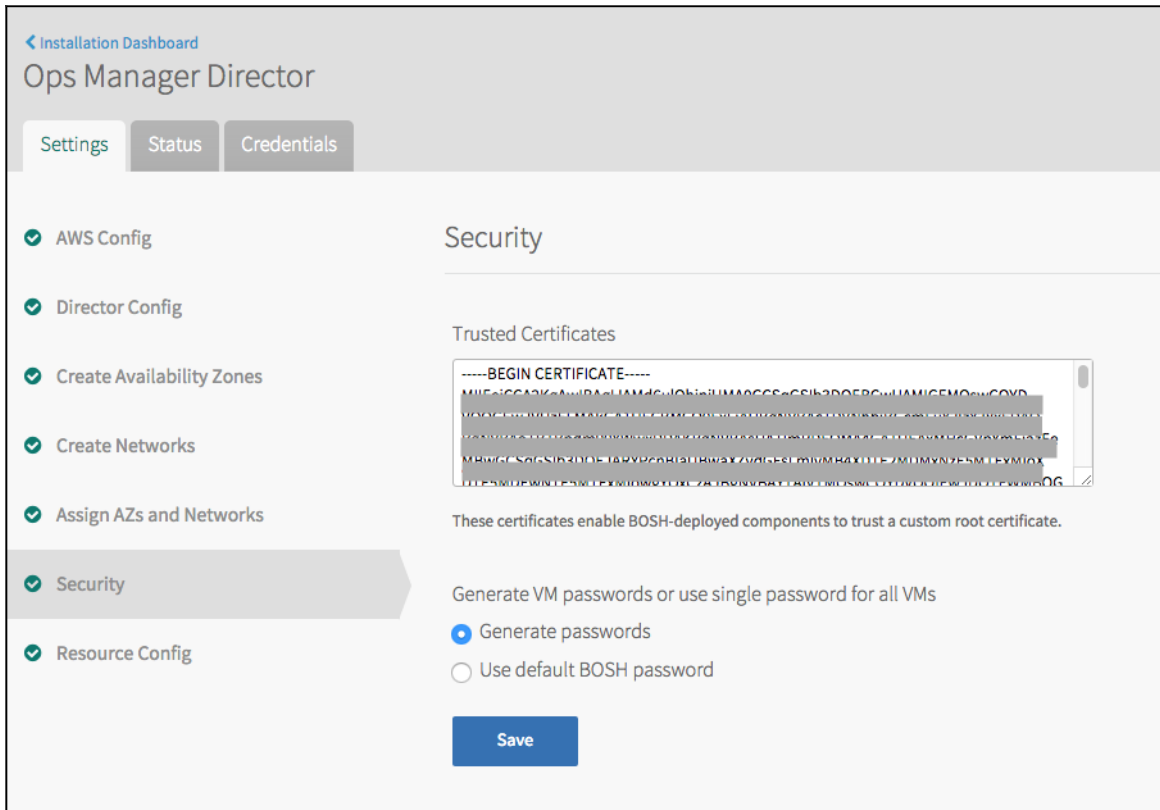 Installation Dashboard
Ops Manager Director
Settings
Status
Credentials
AWS Config
Director Config
Create Availability Zones
Create Networks
Assign AZs and Networks
Security
Resource Config
Security
Trusted Certificates
-----BEGIN CERTIFICATE-----
These certificates enable BOSH-deployed components to trust a custom root certificate.
Generate VM passwords or use single password for all VMs
Generate passwords
Use default BOSH password
Save